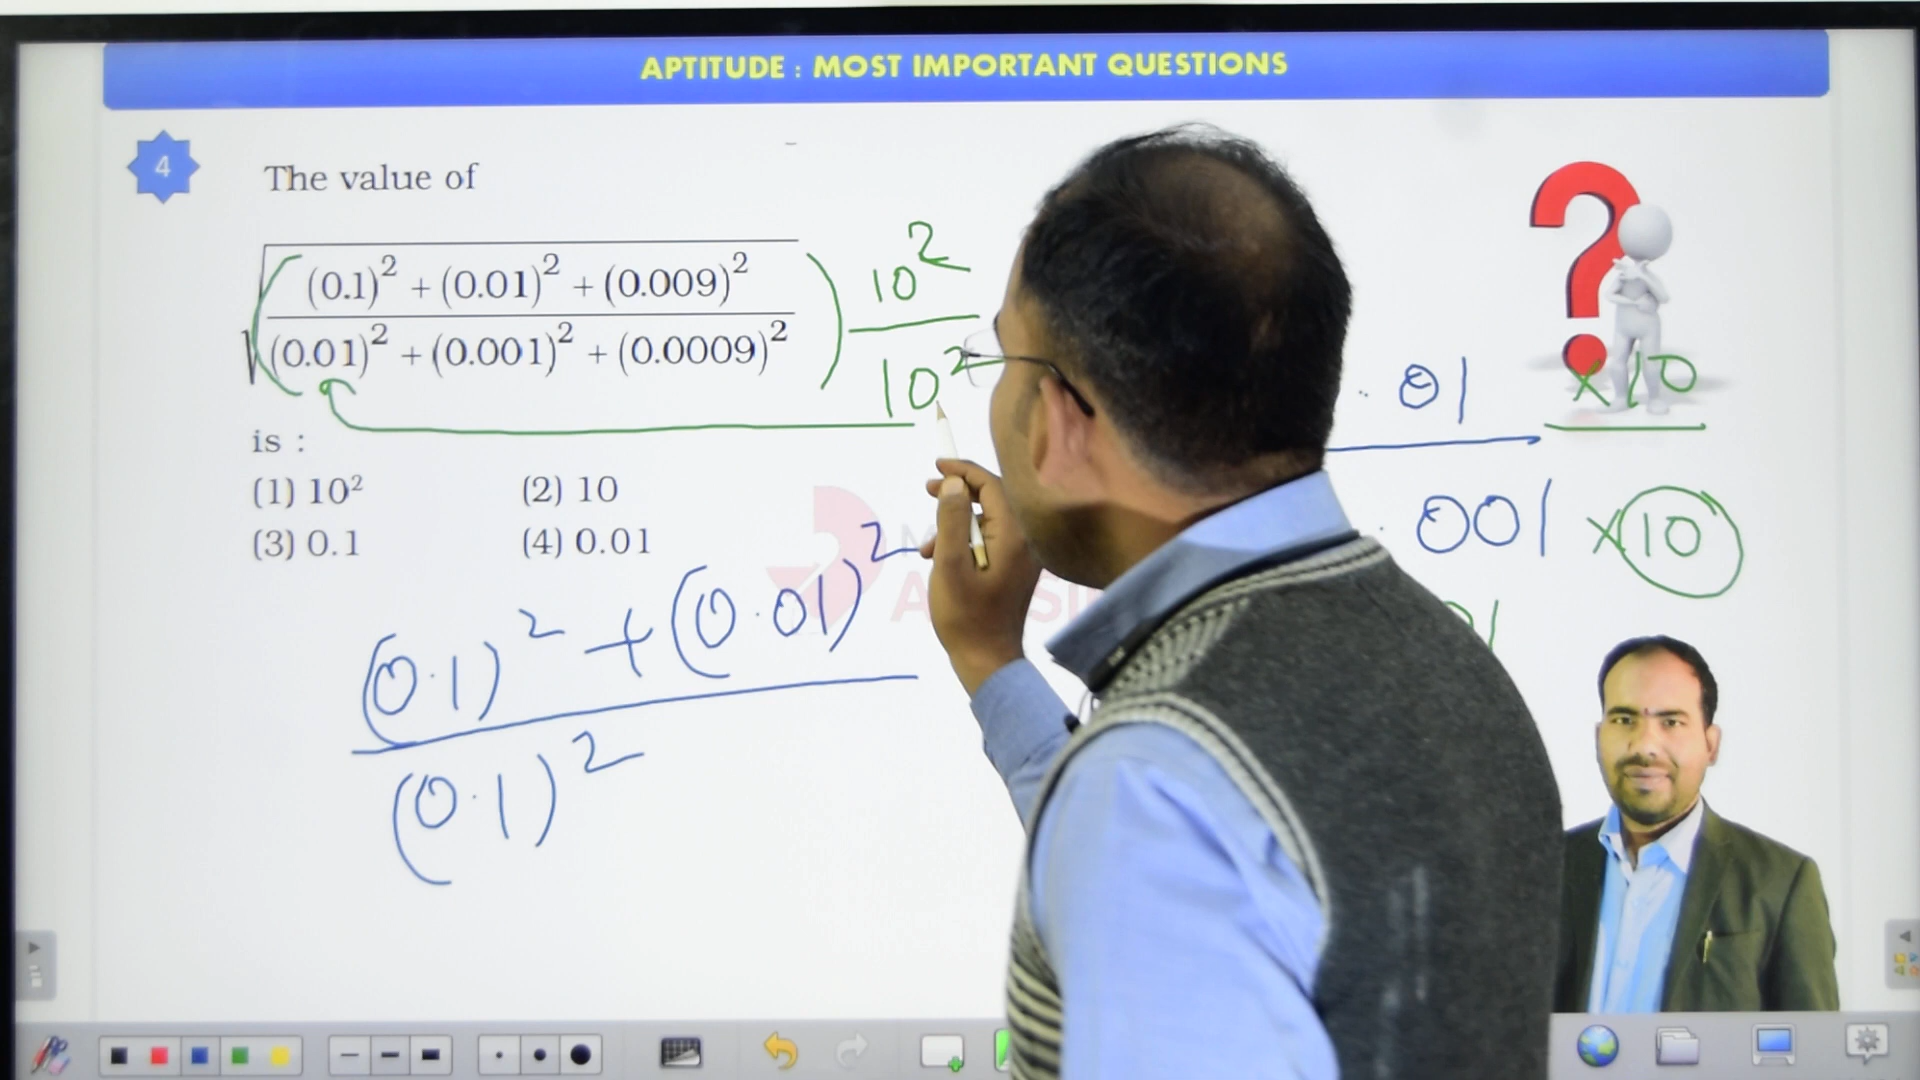 APTITUDE : MOST IMPORTANT QUESTIONS
4
The value of
√(((0.1)² + (0.01)² + (0.009)²) / ((0.01)² + (0.001)² + (0.0009)²))
10²
10²
is :
(1) 10² (2) 10
(3) 0.1 (4) 0.01
(0.1)² + (0.01)²
(0.1)²
01 ×10
001 ×10